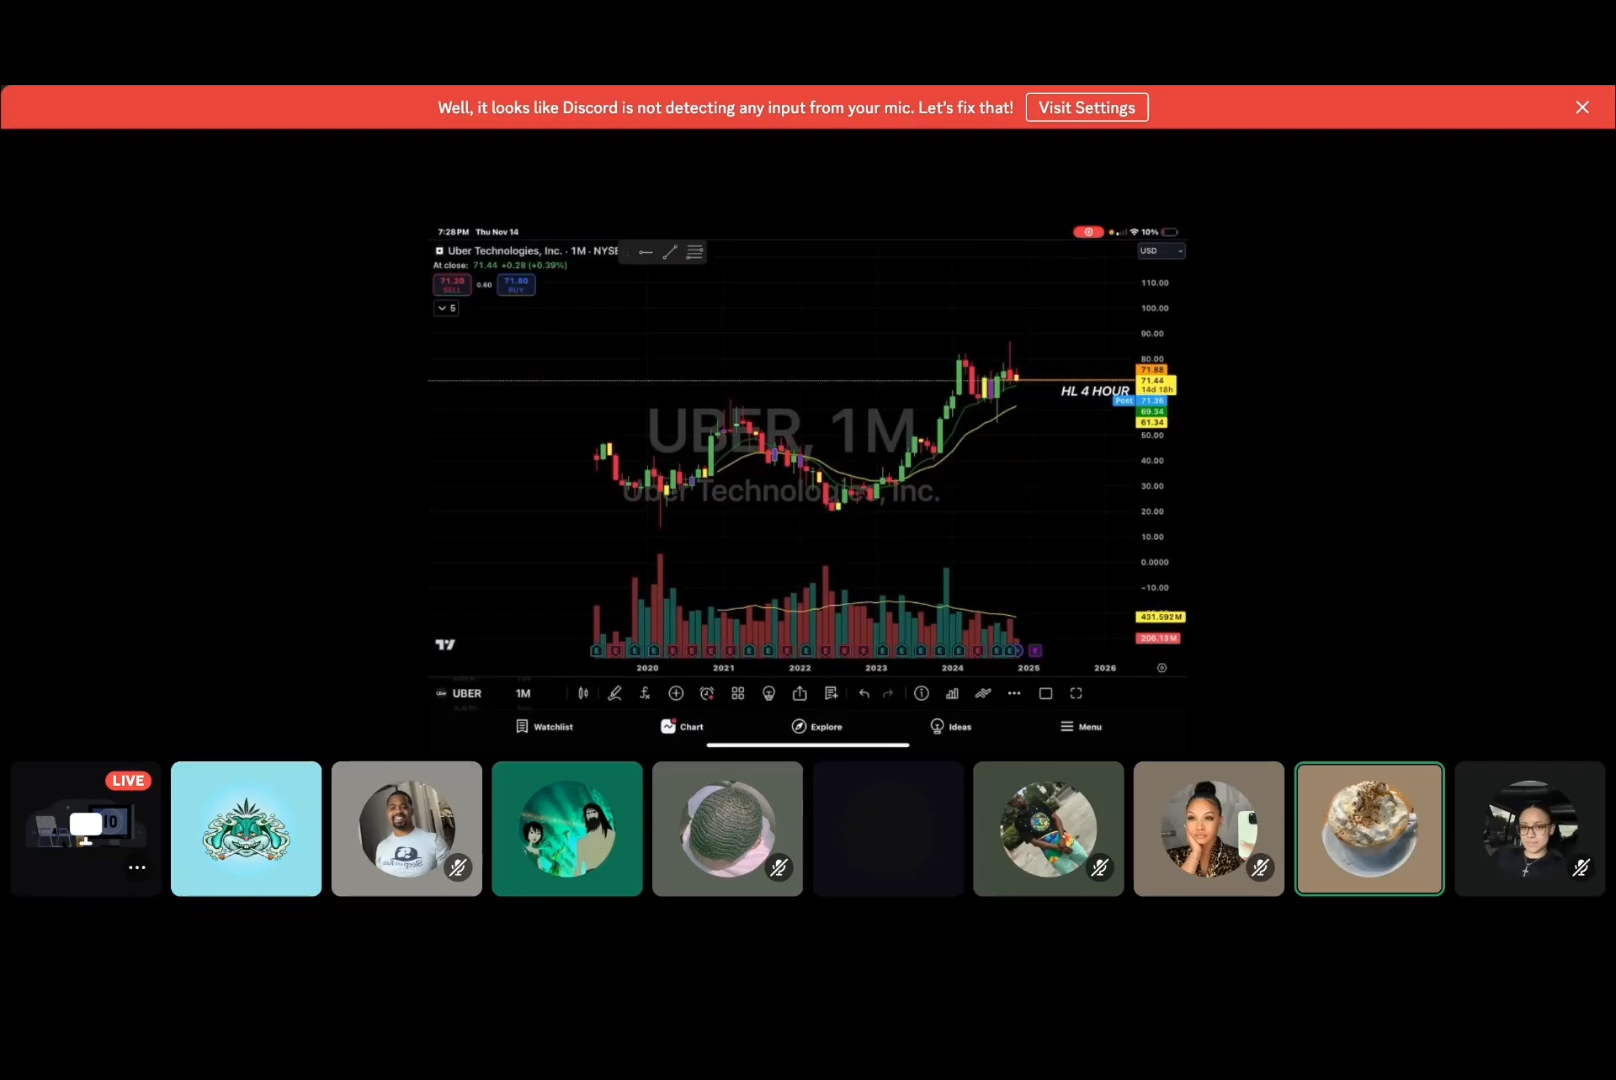 Well, it looks like Discord is not detecting any input from your mic. Let's fix that!
Visit Settings
7:28 PM Thu Nov 14
10%
Uber Technologies, Inc. · 1M · NYSE
USD
At close: 71.44 +0.28 (+0.39%)
71.20
SELL
0.60
71.80
BUY
5
110.00
100.00
90.00
80.00
71.88
71.44
14d 18h
HL 4 HOUR
Post 71.36
69.34
61.34
UBER, 1M
Uber Technologies, Inc.
50.00
40.00
30.00
20.00
10.00
0.0000
−10.00
431.592M
206.13M
2020 2021 2022 2023 2024 2025 2026
UBER 1M
Watchlist Chart Explore Ideas Menu
LIVE